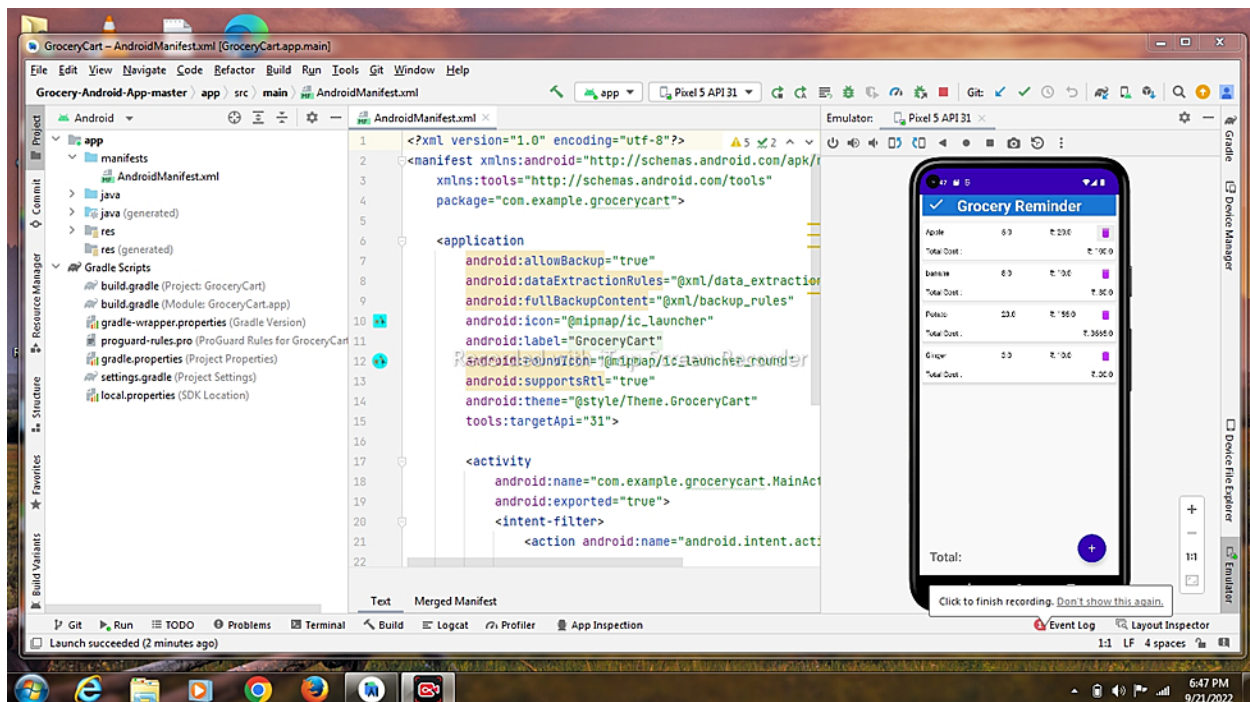 GroceryCart – AndroidManifest.xml [GroceryCart.app.main]
File Edit View Navigate Code Refactor Build Run Tools Git Window Help
Grocery-Android-App-master app src main AndroidManifest.xml
app Pixel 5 API 31 Git:
Project
Commit
Resource Manager
Structure
Favorites
Build Variants
Android
app
manifests
AndroidManifest.xml
java
java (generated)
res
res (generated)
Gradle Scripts
build.gradle (Project: GroceryCart)
build.gradle (Module: GroceryCart.app)
gradle-wrapper.properties (Gradle Version)
proguard-rules.pro (ProGuard Rules for GroceryCart
gradle.properties (Project Properties)
settings.gradle (Project Settings)
local.properties (SDK Location)
AndroidManifest.xml
5 2
1 <?xml version="1.0" encoding="utf-8"?>
2 <manifest xmlns:android="http://schemas.android.com/apk/r
3 xmlns:tools="http://schemas.android.com/tools"
4 package="com.example.grocerycart">
5
6 <application
7 android:allowBackup="true"
8 android:dataExtractionRules="@xml/data_extraction
9 android:fullBackupContent="@xml/backup_rules"
10 android:icon="@mipmap/ic_launcher"
11 android:label="GroceryCart"
12 android:roundIcon="@mipmap/ic_launcher_round"
13 android:supportsRtl="true"
14 android:theme="@style/Theme.GroceryCart"
15 tools:targetApi="31">
16
17 <activity
18 android:name="com.example.grocerycart.MainAct
19 android:exported="true">
20 <intent-filter>
21 <action android:name="android.intent.acti
22
Text Merged Manifest
Emulator: Pixel 5 API 31
Grocery Reminder
Apple
Total Cost :
banana
Total Cost :
Potato
Total Cost :
Ginger
Total Cost :
Total:
+
1:1
Click to finish recording. Don't show this again.
Gradle
Device Manager
Device File Explorer
Emulator
Git Run TODO Problems Terminal Build Logcat Profiler App Inspection
Event Log Layout Inspector
Launch succeeded (2 minutes ago)
1:1 LF 4 spaces
6:47 PM
9/21/2022